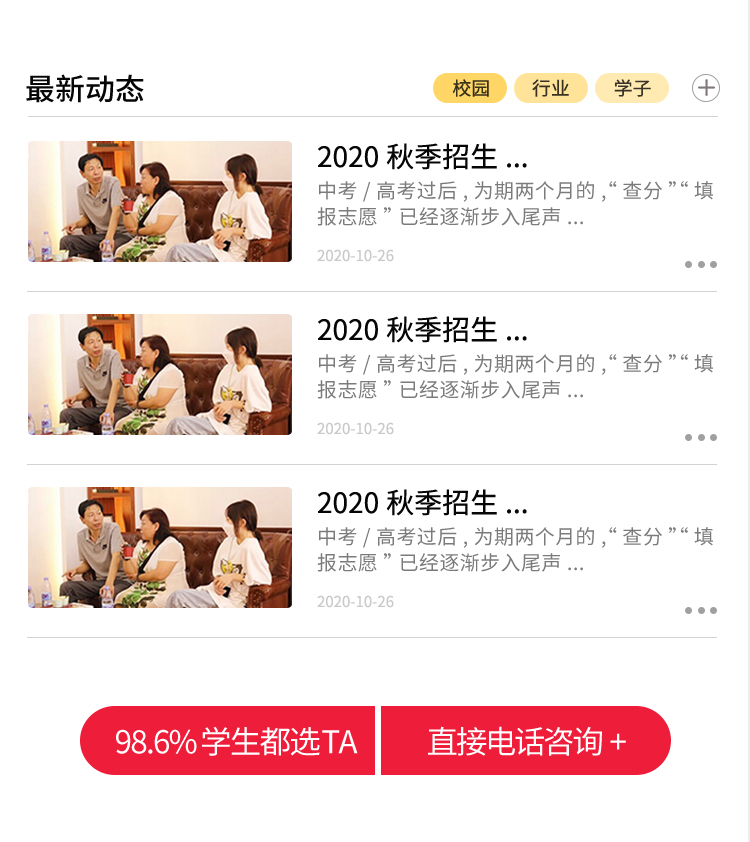 最新动态
校园 行业 学子
2020 秋季招生 ...
中考 / 高考过后 , 为期两个月的 ,“ 查分 ”“ 填
报志愿 ” 已经逐渐步入尾声 ...
2020-10-26
2020 秋季招生 ...
中考 / 高考过后 , 为期两个月的 ,“ 查分 ”“ 填
报志愿 ” 已经逐渐步入尾声 ...
2020-10-26
2020 秋季招生 ...
中考 / 高考过后 , 为期两个月的 ,“ 查分 ”“ 填
报志愿 ” 已经逐渐步入尾声 ...
2020-10-26
98.6% 学生都选TA
直接电话咨询 +